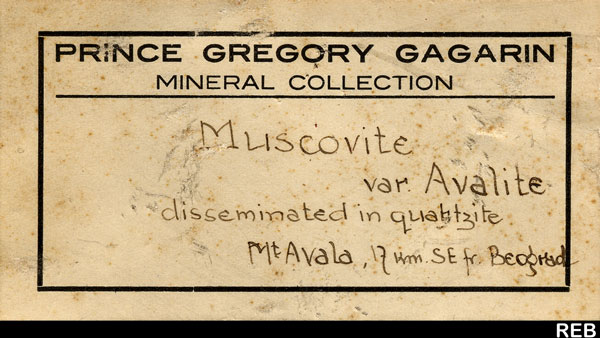 PRINCE GREGORY GAGARIN
MINERAL COLLECTION
Muscovite
var. Avalite
disseminated in quartzite
Mt Avala, 17 km. SE fr. Beograd
REB